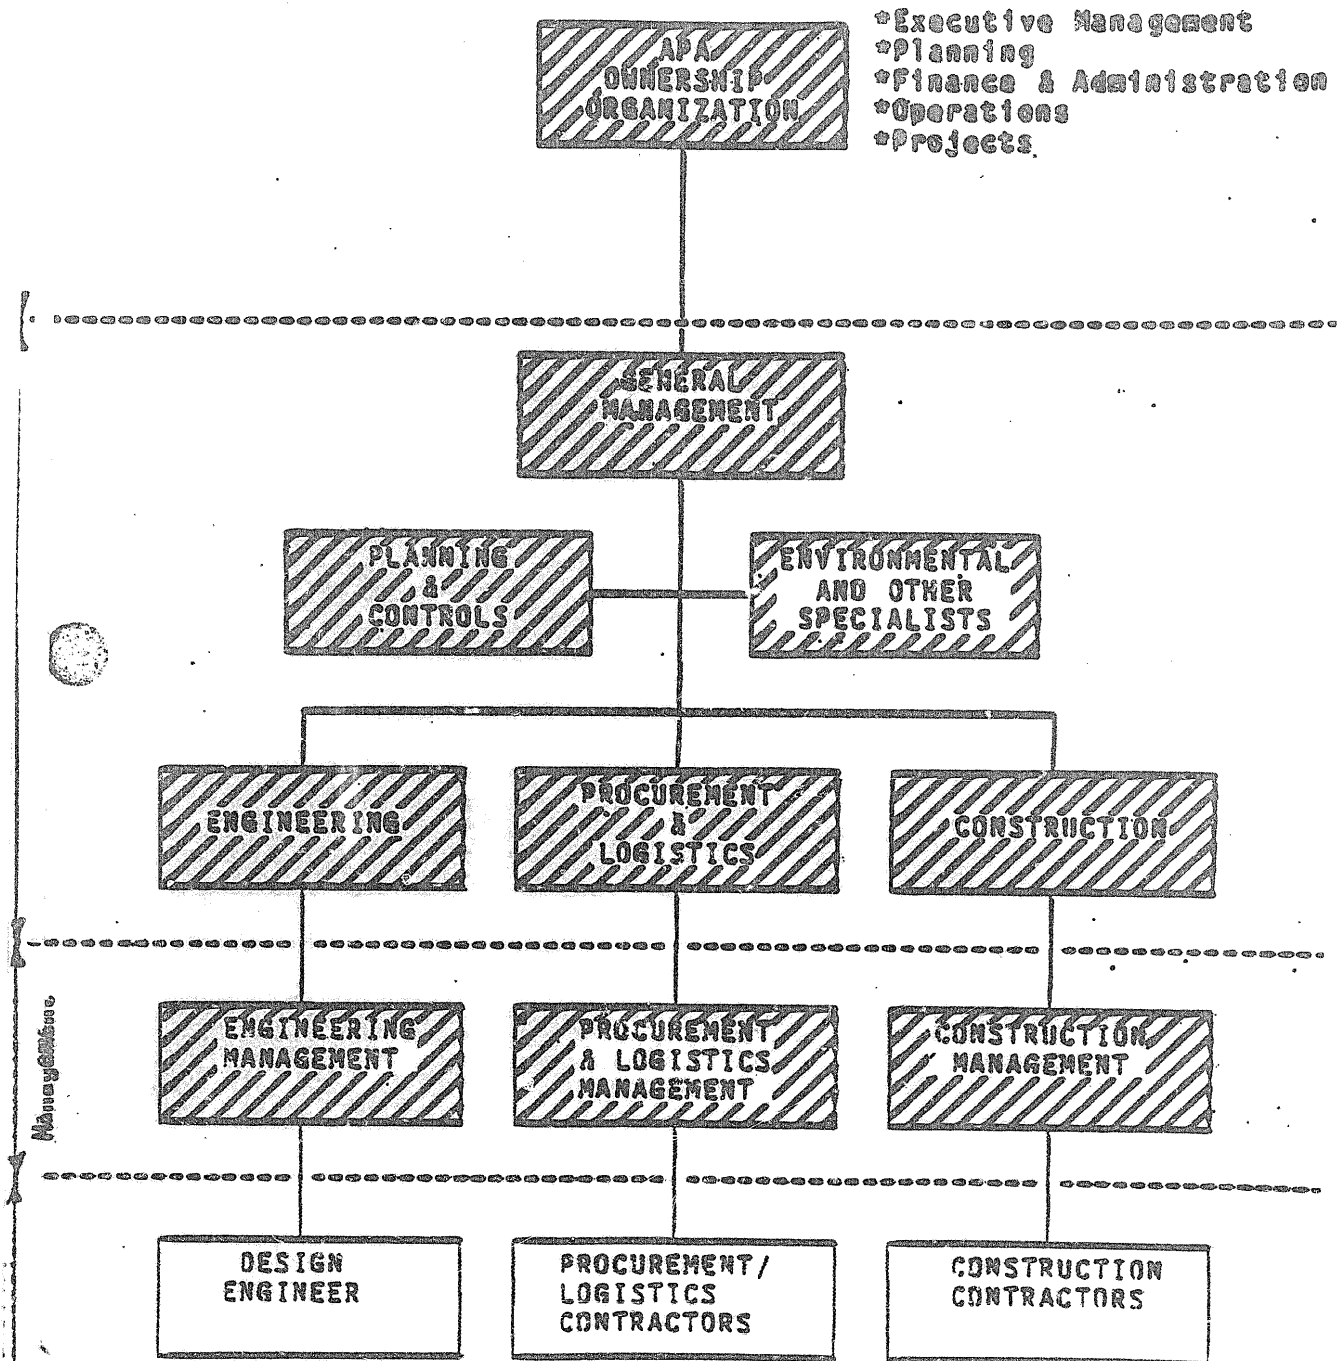 APA
OWNERSHIP
ORGANIZATION
*Executive Management
*Planning
*Finance & Administration
*Operations
*Projects
GENERAL
MANAGEMENT
PLANNING
&
CONTROLS
ENVIRONMENTAL
AND OTHER
SPECIALISTS
ENGINEERING
PROCUREMENT
&
LOGISTICS
CONSTRUCTION
ENGINEERING
MANAGEMENT
PROCUREMENT
& LOGISTICS
MANAGEMENT
CONSTRUCTION
MANAGEMENT
DESIGN
ENGINEER
PROCUREMENT/
LOGISTICS
CONTRACTORS
CONSTRUCTION
CONTRACTORS